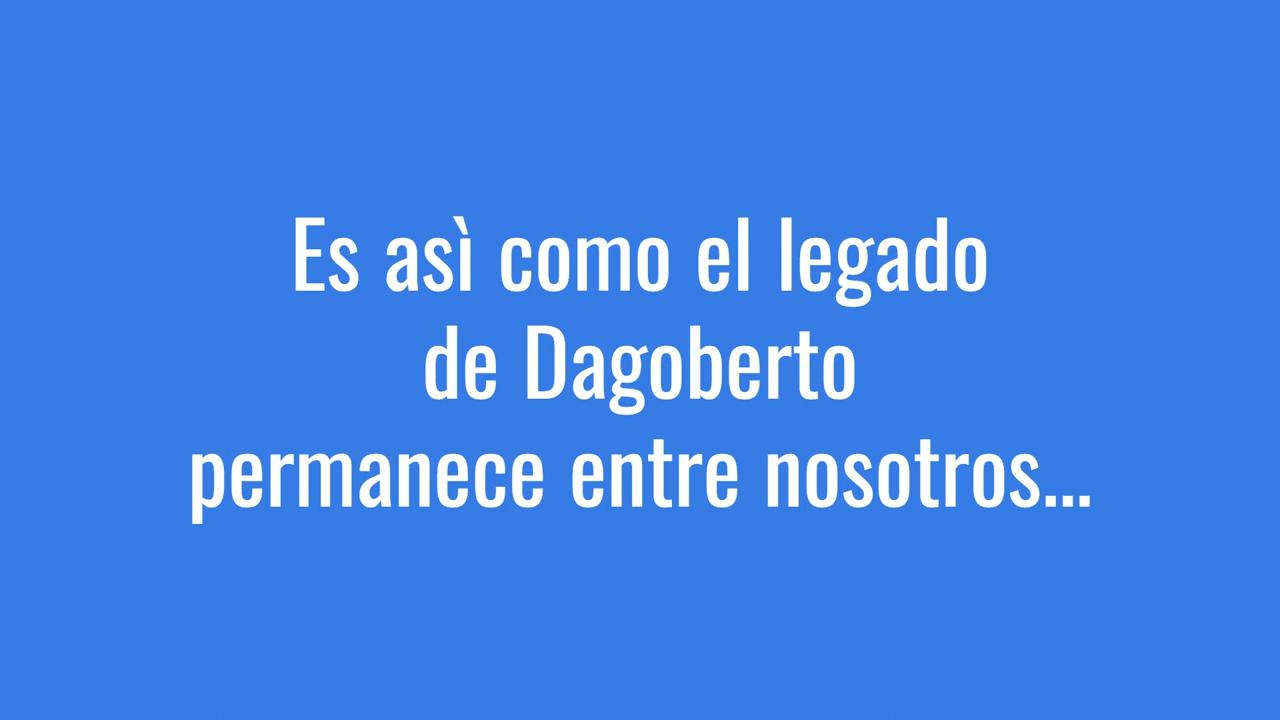 Es asì como el legado
de Dagoberto
permanece entre nosotros...